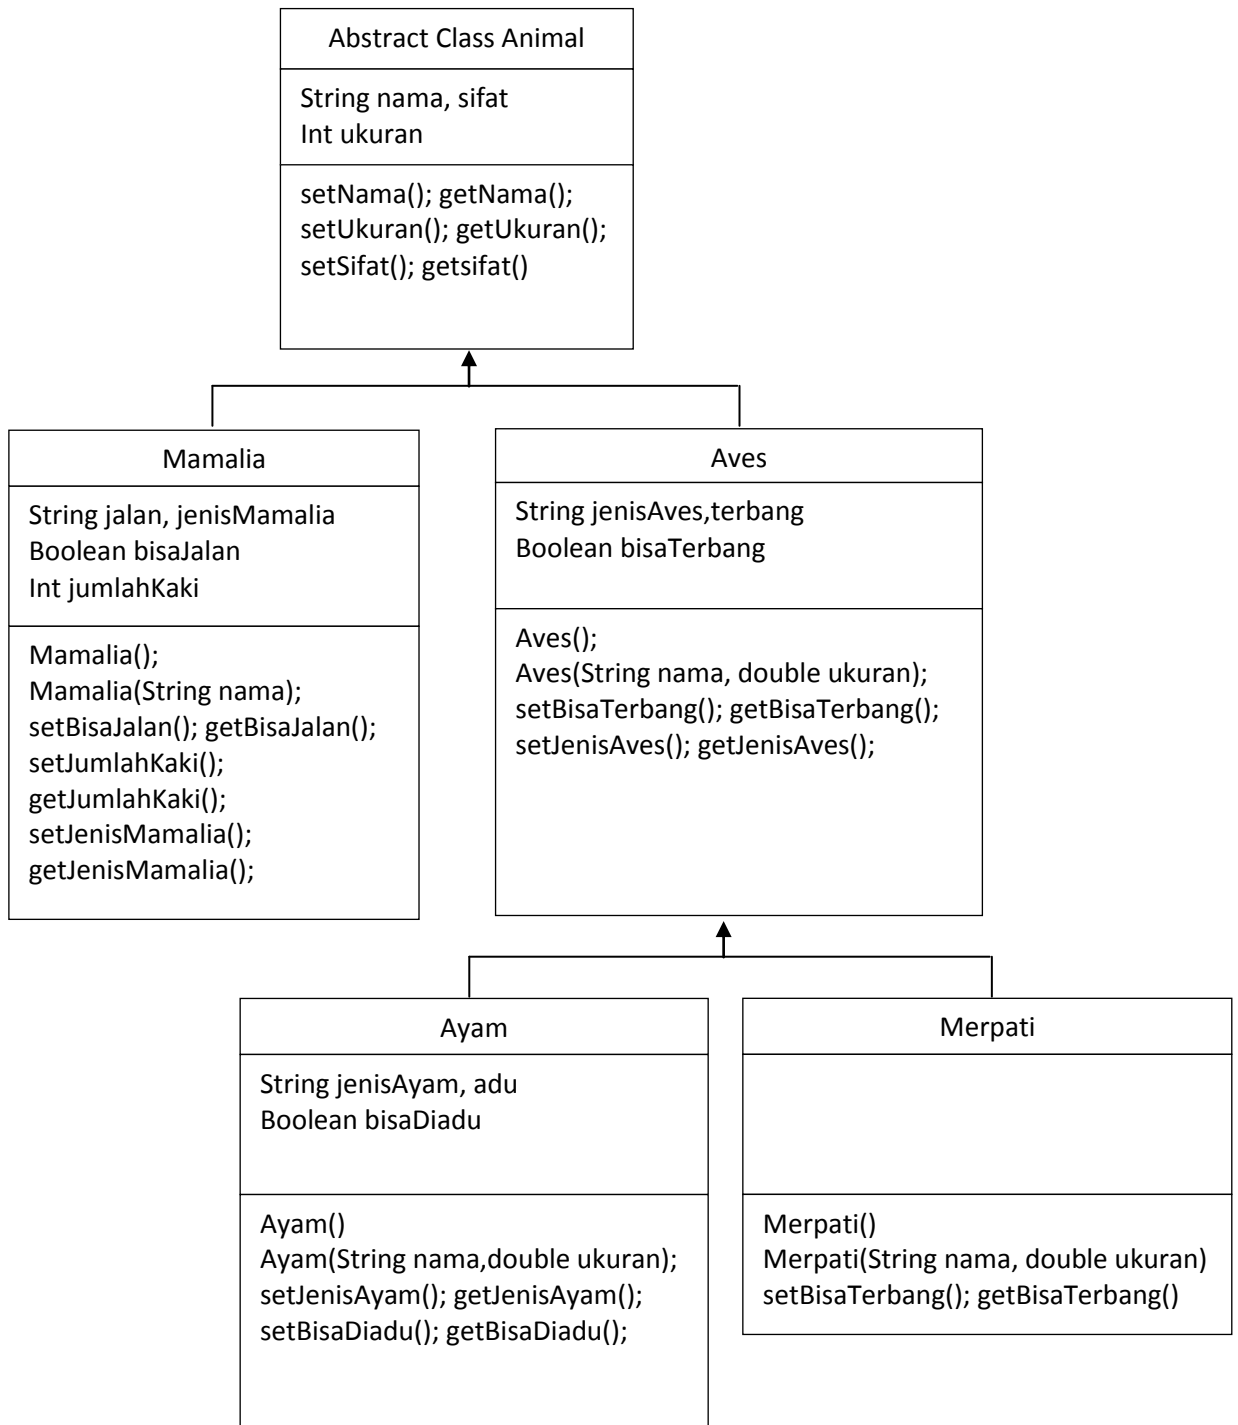 Abstract Class Animal
String nama, sifat
Int ukuran
setNama(); getNama();
setUkuran(); getUkuran();
setSifat(); getsifat()
Mamalia
String jalan, jenisMamalia
Boolean bisaJalan
Int jumlahKaki
Mamalia();
Mamalia(String nama);
setBisaJalan(); getBisaJalan();
setJumlahKaki();
getJumlahKaki();
setJenisMamalia();
getJenisMamalia();
Aves
String jenisAves,terbang
Boolean bisaTerbang
Aves();
Aves(String nama, double ukuran);
setBisaTerbang(); getBisaTerbang();
setJenisAves(); getJenisAves();
Ayam
String jenisAyam, adu
Boolean bisaDiadu
Ayam()
Ayam(String nama,double ukuran);
setJenisAyam(); getJenisAyam();
setBisaDiadu(); getBisaDiadu();
Merpati
Merpati()
Merpati(String nama, double ukuran)
setBisaTerbang(); getBisaTerbang()